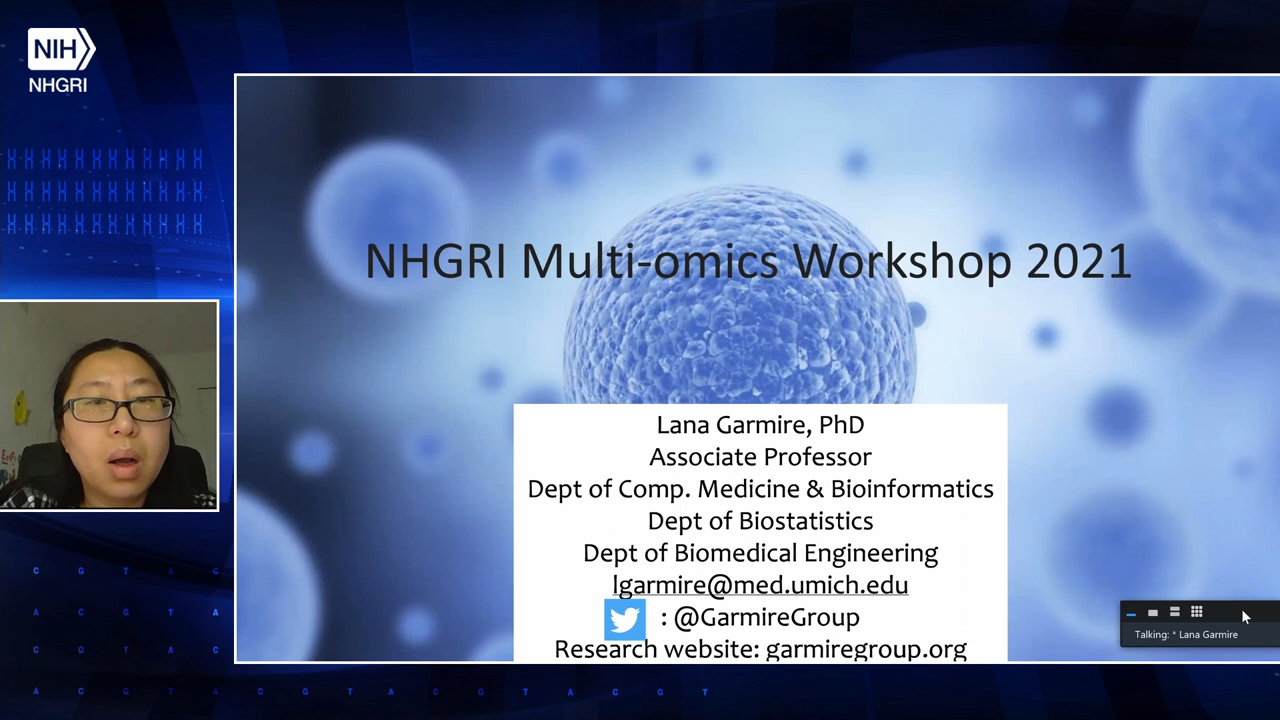 NIH
NHGRI
NHGRI Multi-omics Workshop 2021
Lana Garmire, PhD
Associate Professor
Dept of Comp. Medicine & Bioinformatics
Dept of Biostatistics
Dept of Biomedical Engineering
lgarmire@med.umich.edu
: @GarmireGroup
Research website: garmiregroup.org
Talking: * Lana Garmire
C G T A C
A C G T A
A C G T A C
A C G T A C G T A C G T A C G T